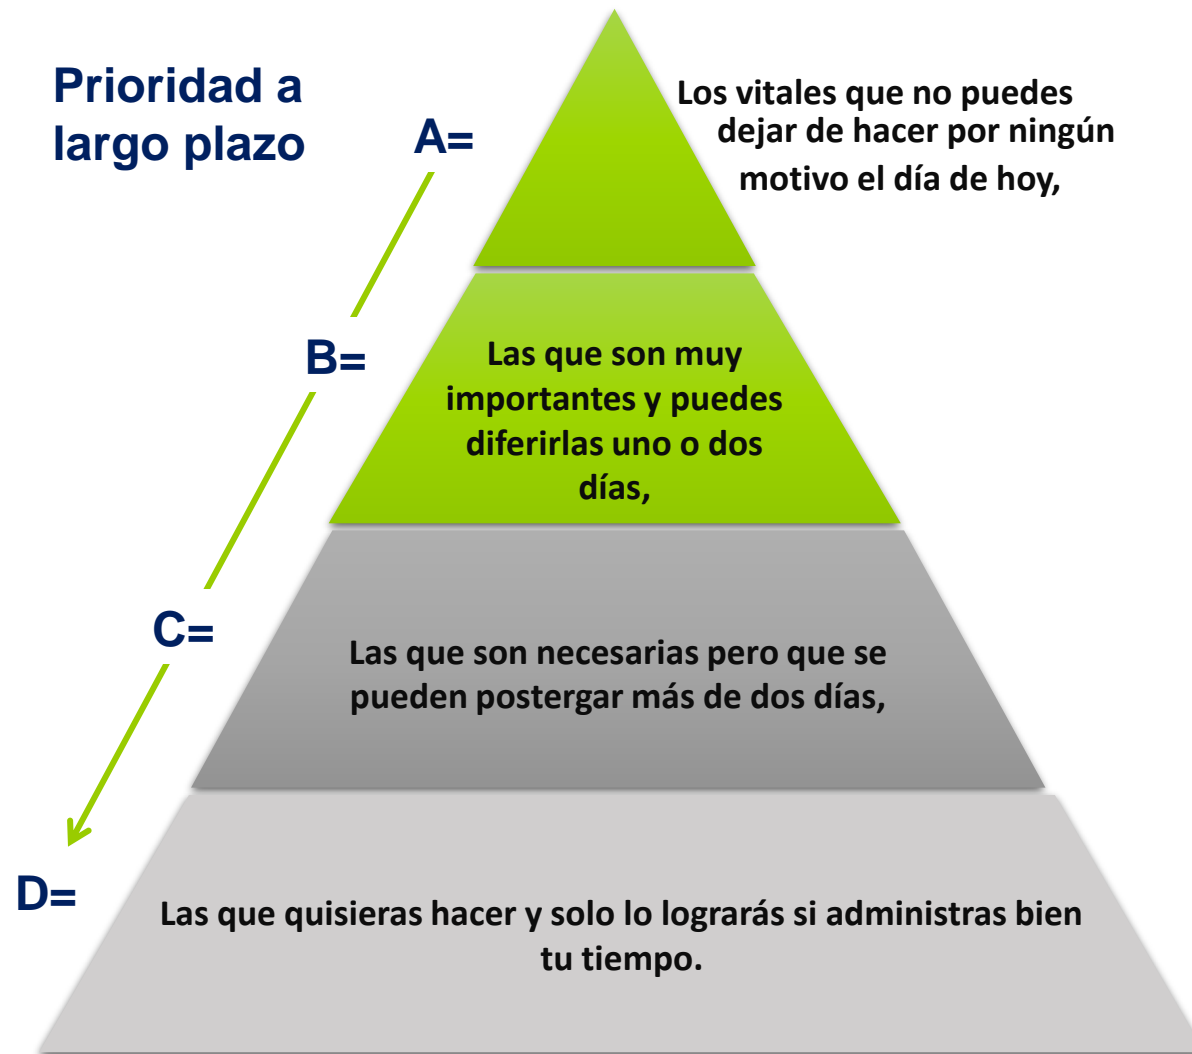 Prioridad a
largo plazo
A=
Los vitales que no puedes
dejar de hacer por ningún
motivo el día de hoy,
B=
Las que son muy
importantes y puedes
diferirlas uno o dos
días,
C=
Las que son necesarias pero que se
pueden postergar más de dos días,
D=
Las que quisieras hacer y solo lo lograrás si administras bien
tu tiempo.